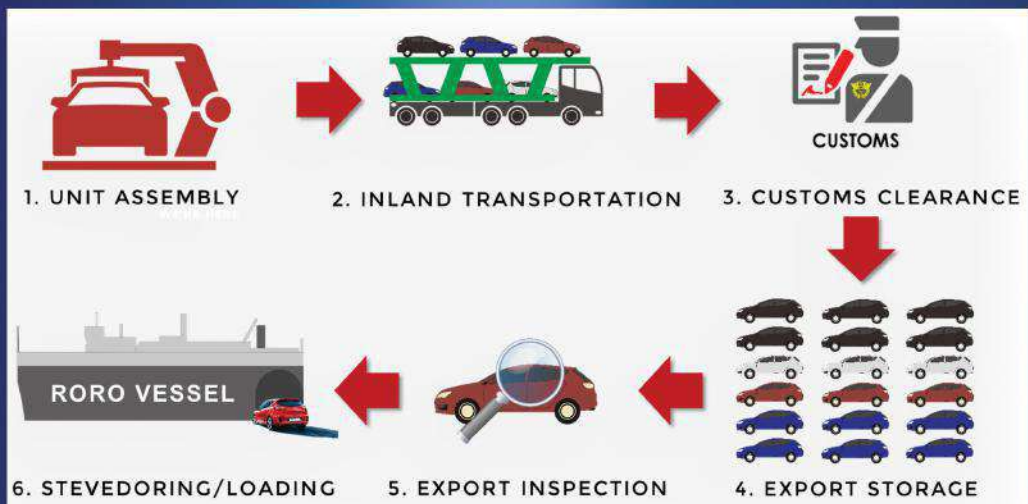 CUSTOMS
1. UNIT ASSEMBLY
2. INLAND TRANSPORTATION
3. CUSTOMS CLEARANCE
RORO VESSEL
6. STEVEDORING/LOADING
5. EXPORT INSPECTION
4. EXPORT STORAGE